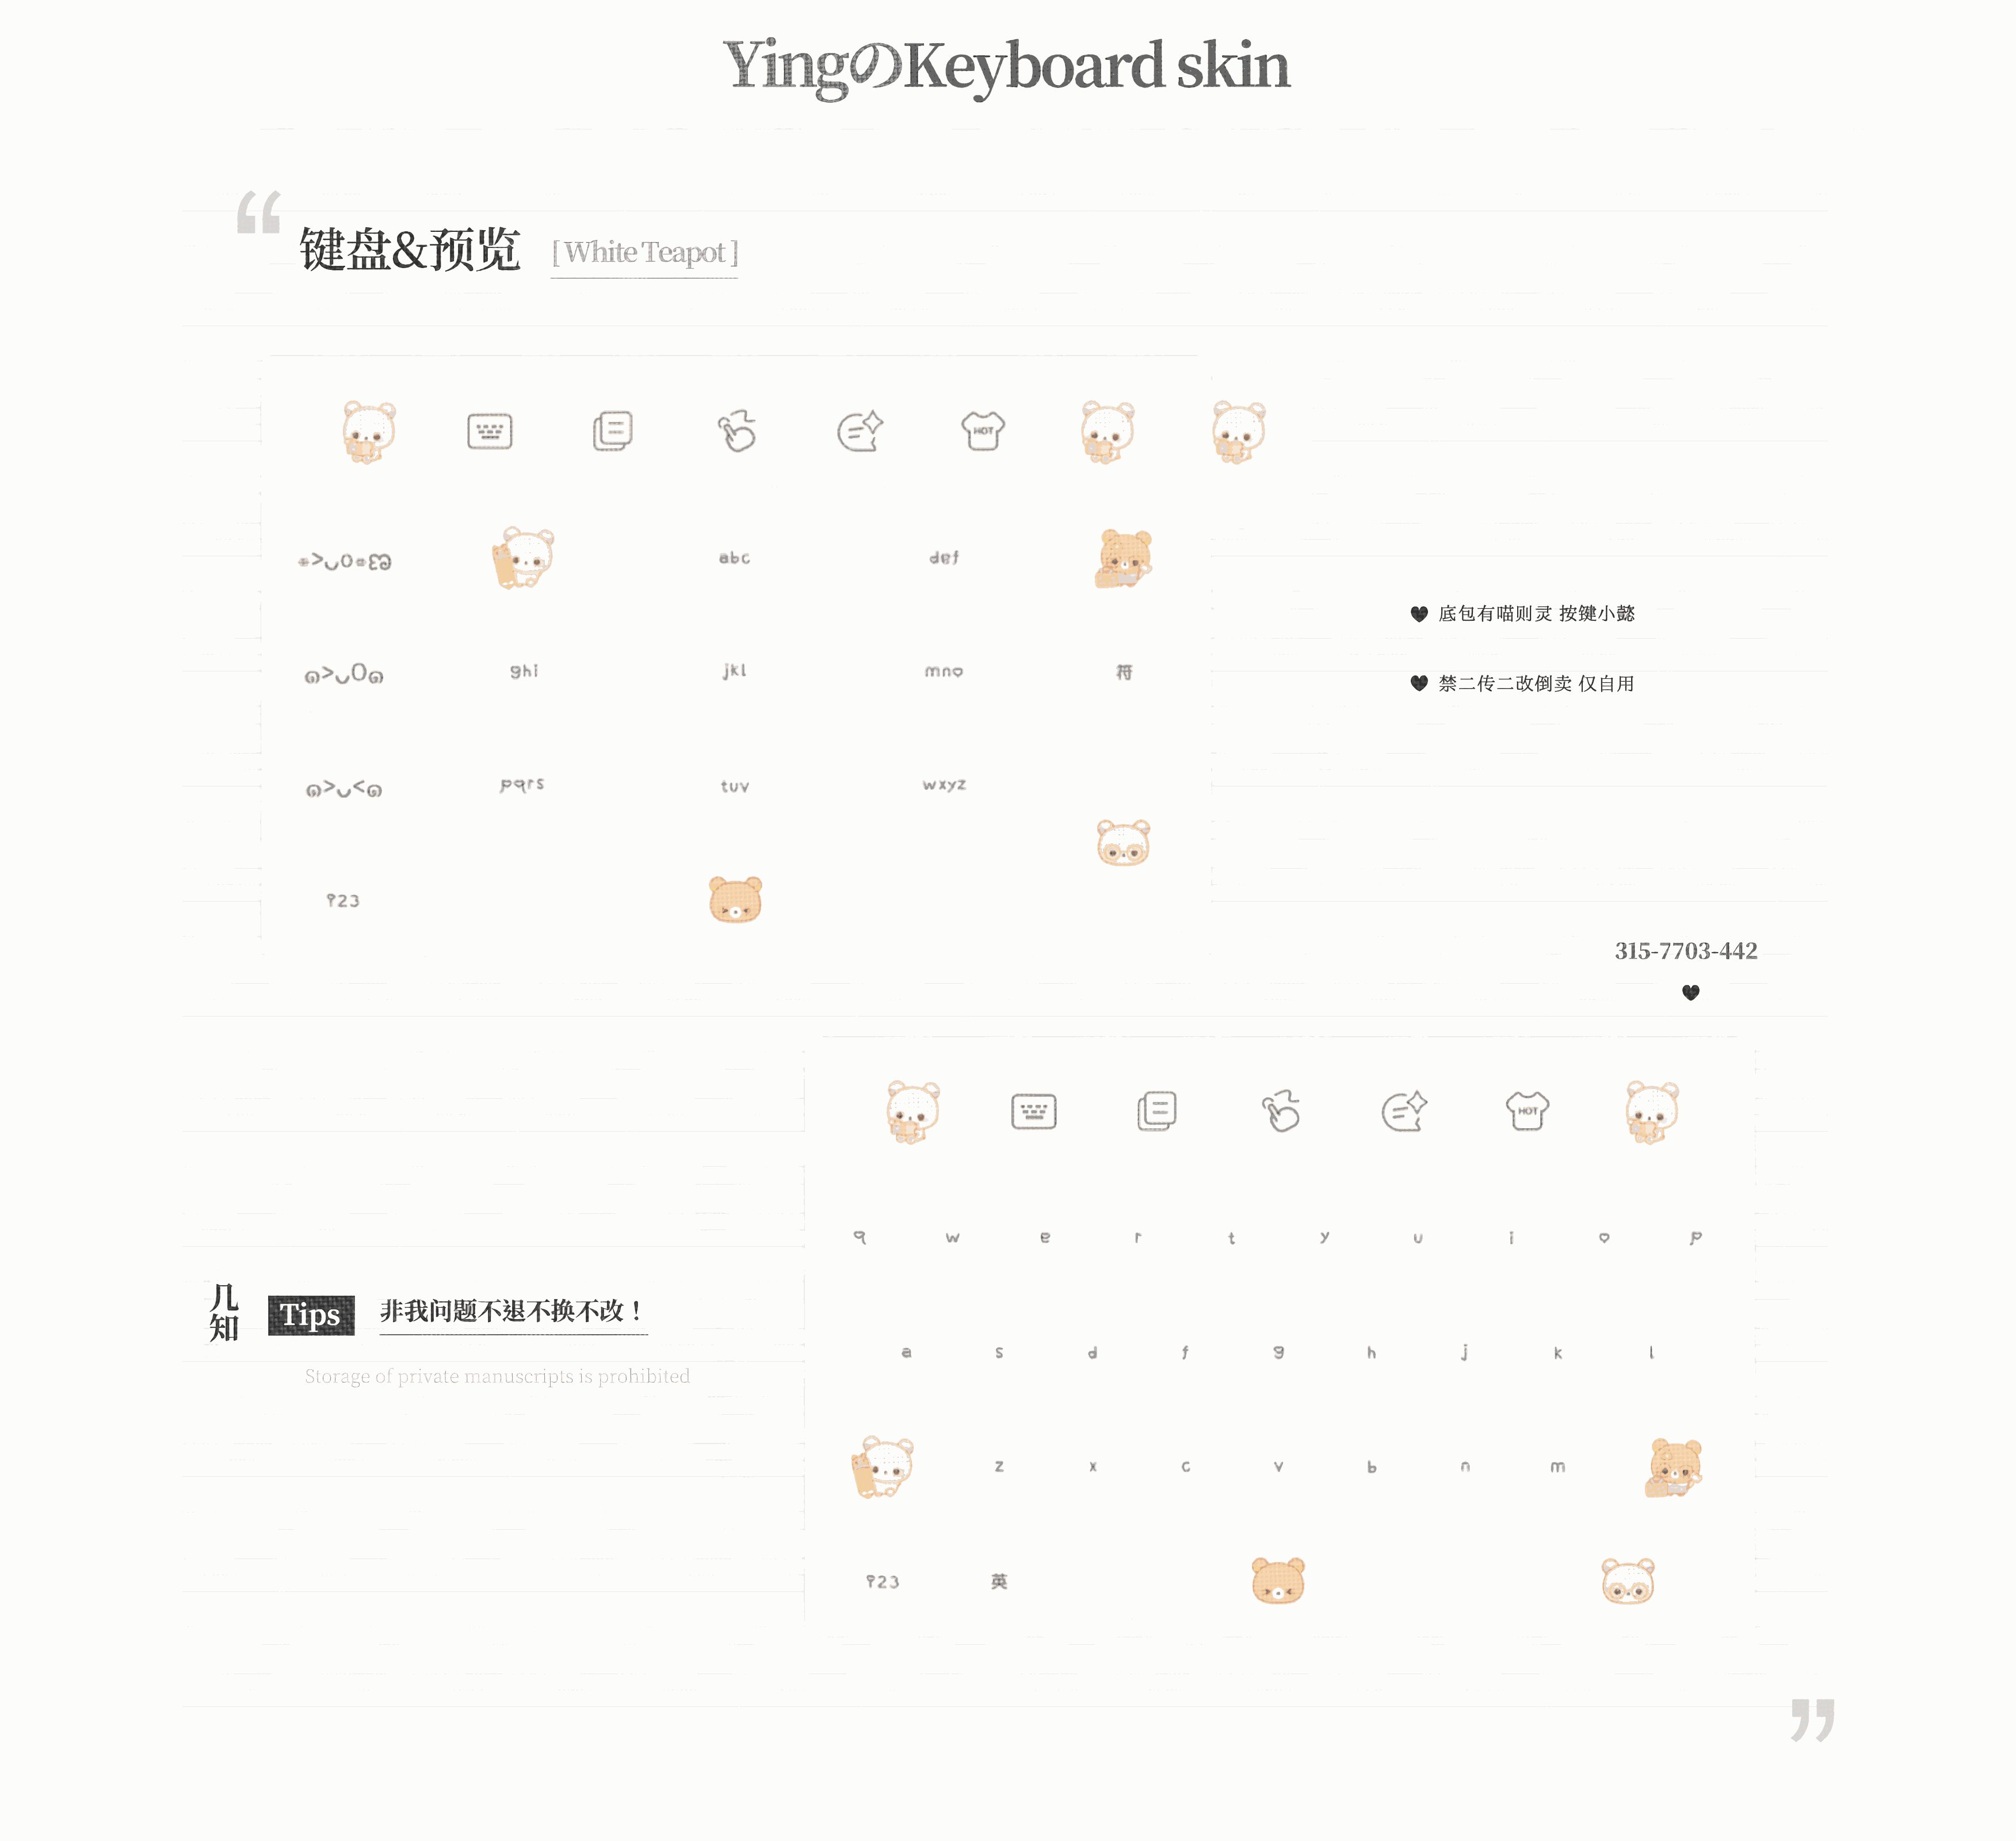 YingのKeyboard skin
“
键盘&预览 [ White Teapot ]
HOT
abc def
ghi jkl mno 符
pqrs tuv wxyz
123
♥ 底包有喵则灵 按键小懿
♥ 禁二传二改倒卖 仅自用
315-7703-442
♥
HOT
q w e r t y u i o p
a s d f g h j k l
z x c v b n m
123 英
几知 Tips 非我问题不退不换不改！
Storage of private manuscripts is prohibited
”